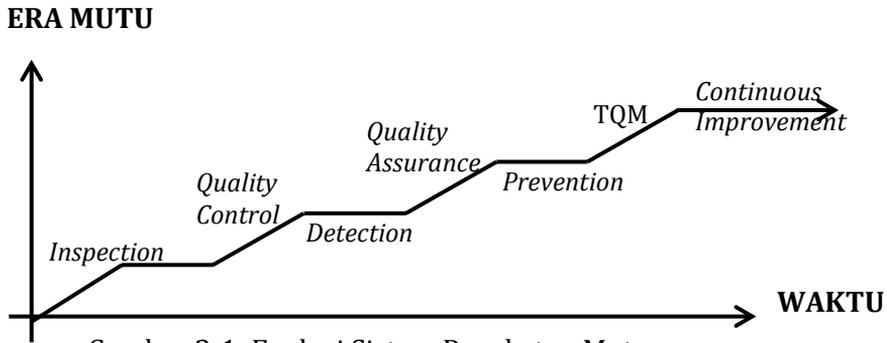 ERA MUTU
Continuous
Improvement
TQM
Quality
Assurance
Prevention
Quality
Control
Detection
Inspection
WAKTU